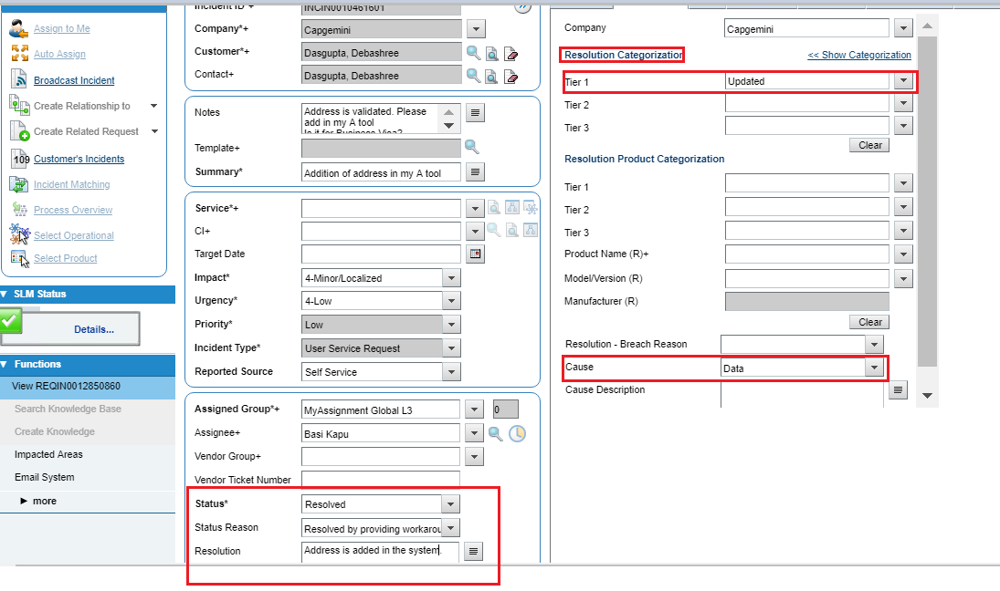 Assign to Me
Auto Assign
Broadcast Incident
Create Relationship to
Create Related Request
109 Customer's Incidents
Incident Matching
Process Overview
Select Operational
Select Product
SLM Status
Details...
Functions
View REQIN0012850860
Search Knowledge Base
Create Knowledge
Impacted Areas
Email System
more
Incident ID*+ INCIN0010461601
Company*+ Capgemini
Customer*+ Dasgupta, Debashree
Contact+ Dasgupta, Debashree
Notes Address is validated. Please
add in my A tool
Is it for Business Visa?
Template+
Summary* Addition of address in my A tool
Service*+
CI+
Target Date
Impact* 4-Minor/Localized
Urgency* 4-Low
Priority* Low
Incident Type* User Service Request
Reported Source Self Service
Assigned Group*+ MyAssignment Global L3 0
Assignee+ Basi Kapu
Vendor Group+
Vendor Ticket Number
Status* Resolved
Status Reason Resolved by providing workarou
Resolution Address is added in the system.
Company Capgemini
Resolution Categorization << Show Categorization
Tier 1 Updated
Tier 2
Tier 3
Clear
Resolution Product Categorization
Tier 1
Tier 2
Tier 3
Product Name (R)+
Model/Version (R)
Manufacturer (R)
Clear
Resolution - Breach Reason
Cause Data
Cause Description